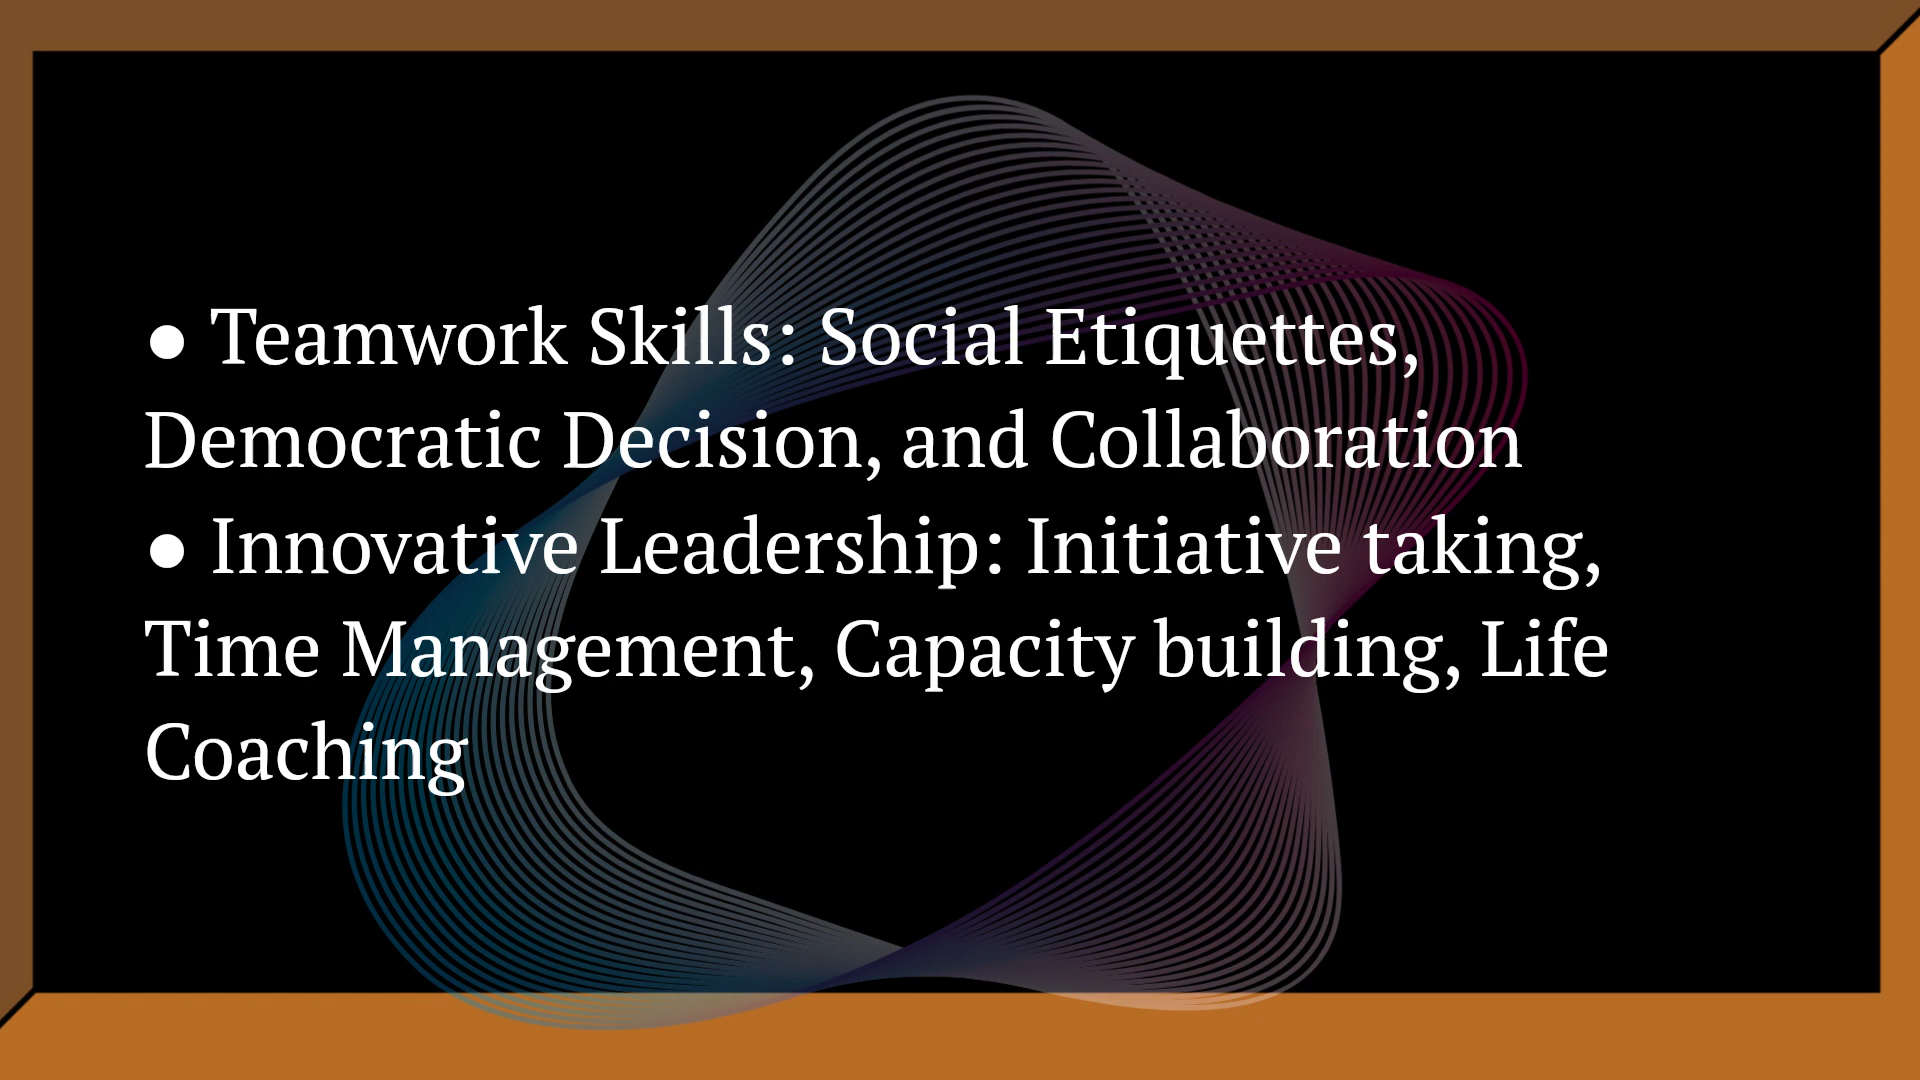 ● Teamwork Skills: Social Etiquettes,
Democratic Decision, and Collaboration
● Innovative Leadership: Initiative taking,
Time Management, Capacity building, Life
Coaching